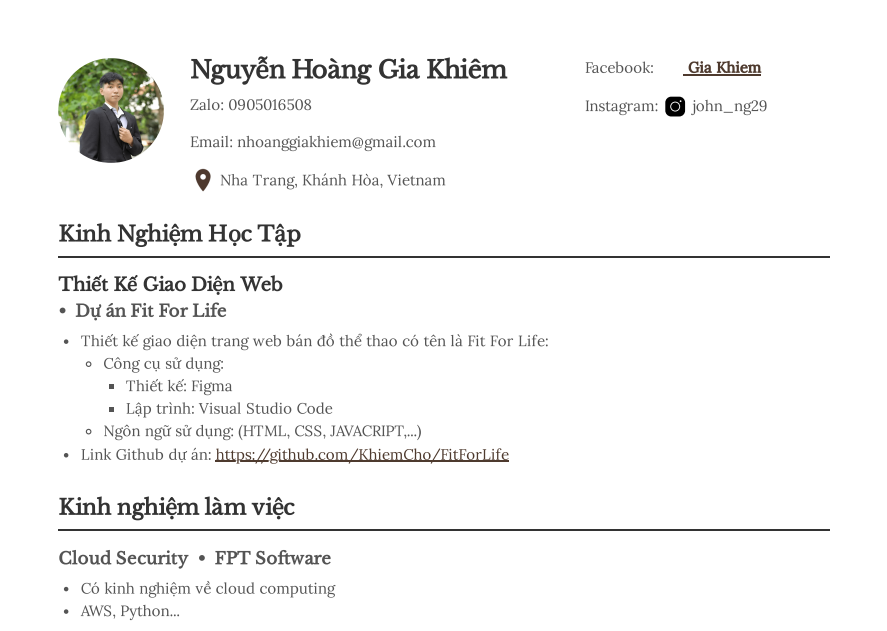 Nguyễn Hoàng Gia Khiêm
Zalo: 0905016508
Email: nhoanggiakhiem@gmail.com
Nha Trang, Khánh Hòa, Vietnam
Facebook: Gia Khiem
Instagram: john_ng29
Kinh Nghiệm Học Tập
Thiết Kế Giao Diện Web
• Dự án Fit For Life
• Thiết kế giao diện trang web bán đồ thể thao có tên là Fit For Life:
◦ Công cụ sử dụng:
▪ Thiết kế: Figma
▪ Lập trình: Visual Studio Code
◦ Ngôn ngữ sử dụng: (HTML, CSS, JAVACRIPT,...)
• Link Github dự án: https://github.com/KhiemCho/FitForLife
Kinh nghiệm làm việc
Cloud Security • FPT Software
• Có kinh nghiệm về cloud computing
• AWS, Python...